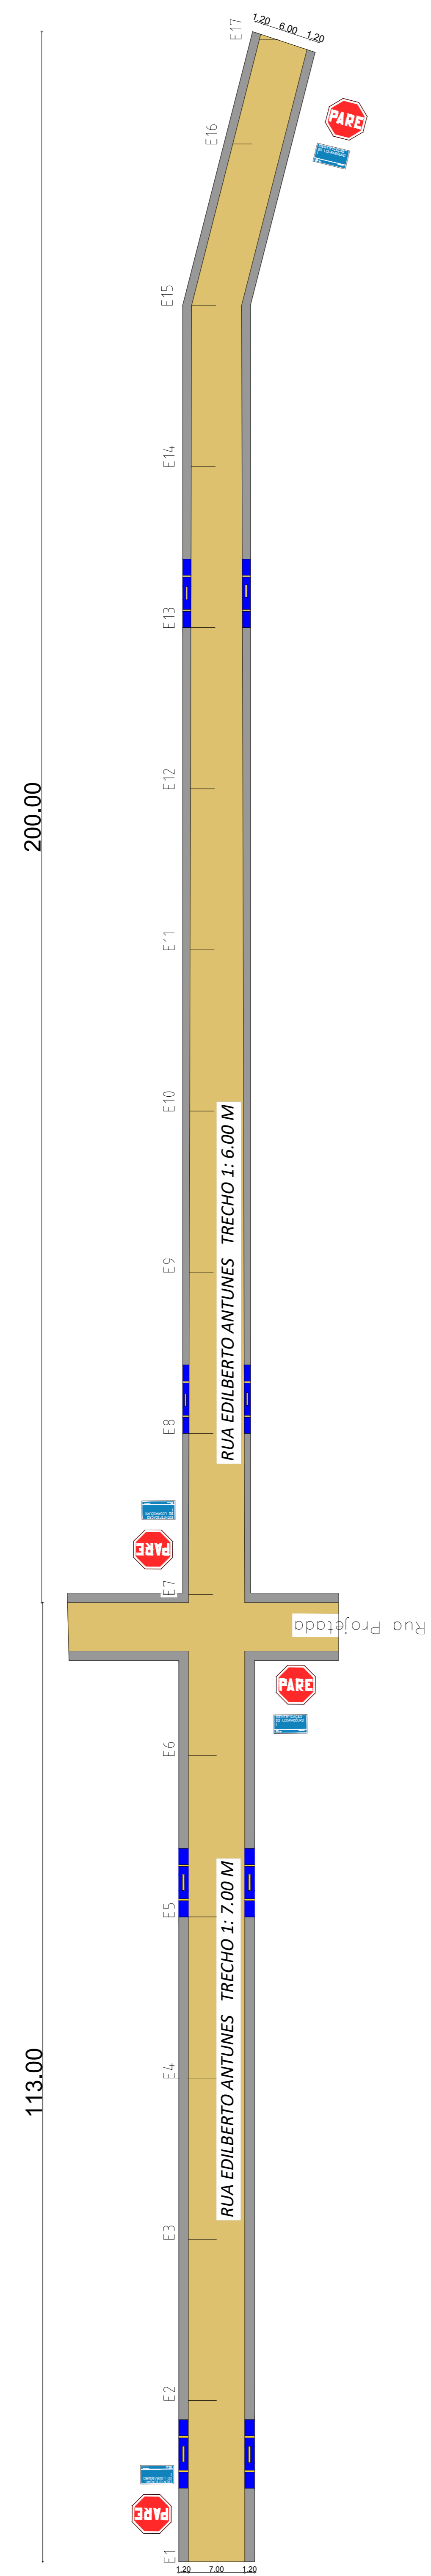 1.20
6.00
1.20
E17
PARE
E16
E15
E14
E13
E12
200.00
E11
E10
RUA EDILBERTO ANTUNES TRECHO 1: 6.00 M
E9
E8
PARE
E7
Rua Projetada
PARE
E6
E5
RUA EDILBERTO ANTUNES TRECHO 1: 7.00 M
113.00
E4
E3
E2
PARE
E1
1.20
7.00
1.20